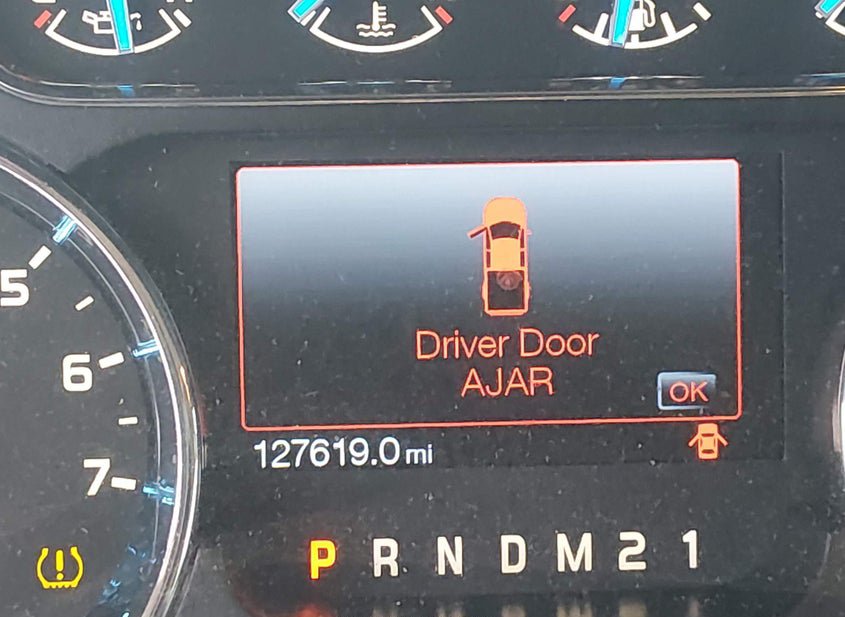 5
6
7
Driver Door
AJAR
OK
127619.0 mi
P R N D M 2 1